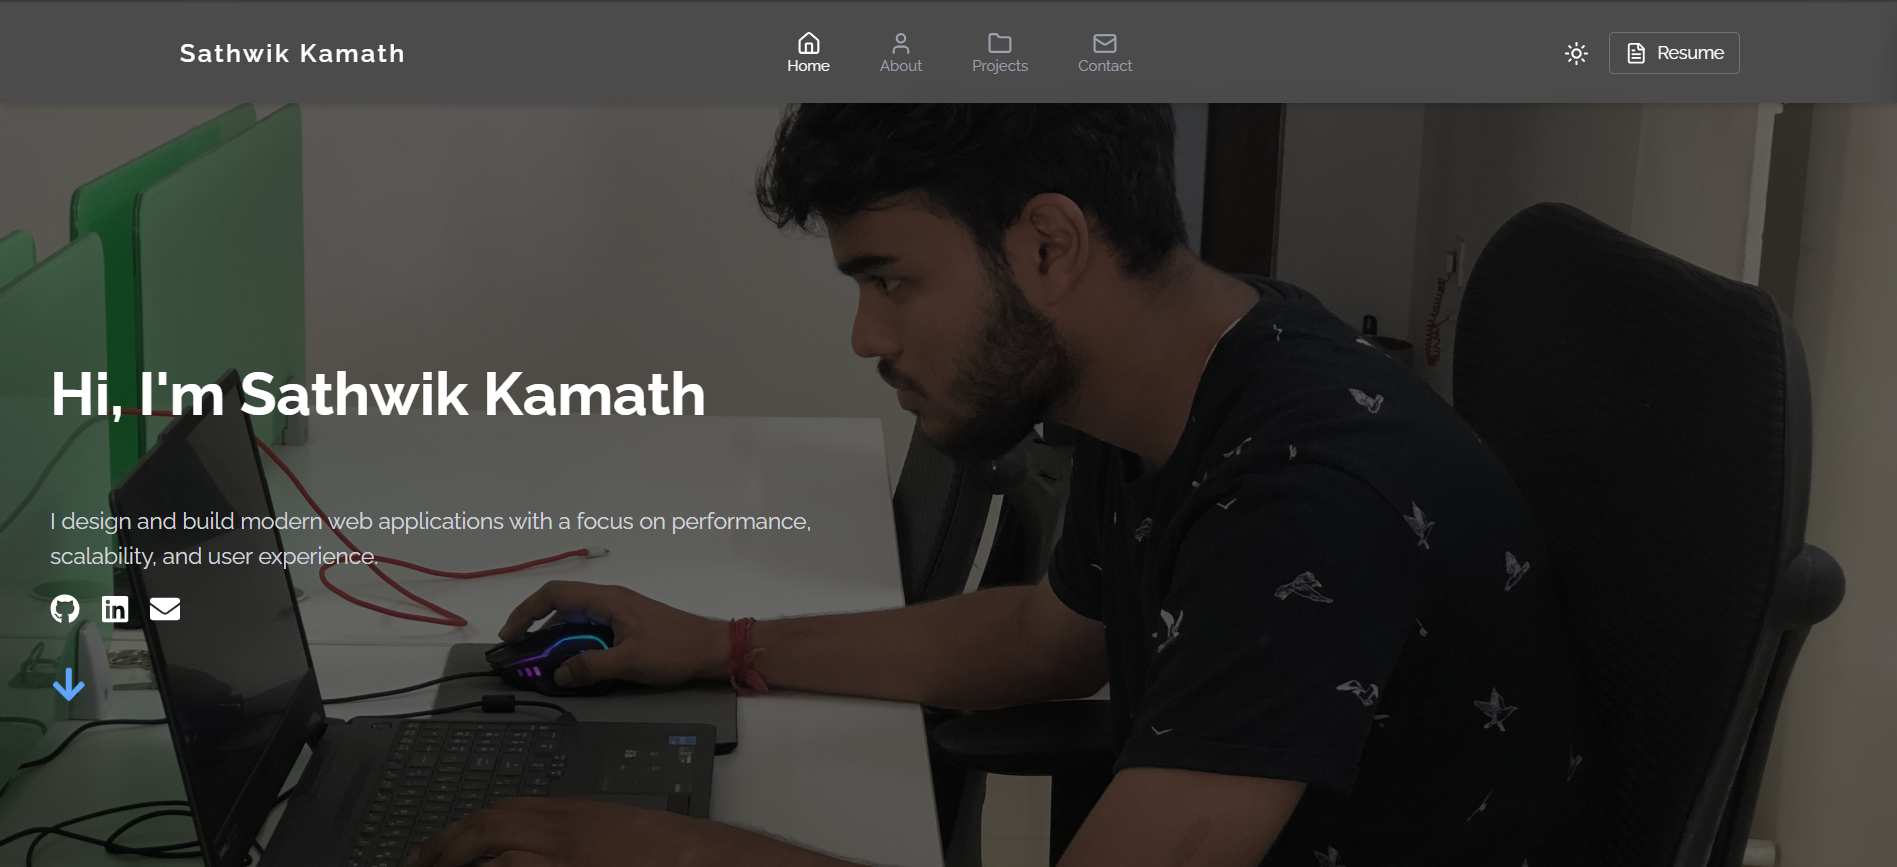 Sathwik Kamath
Home
About
Projects
Contact
Resume
Hi, I'm Sathwik Kamath
I design and build modern web applications with a focus on performance,
scalability, and user experience.